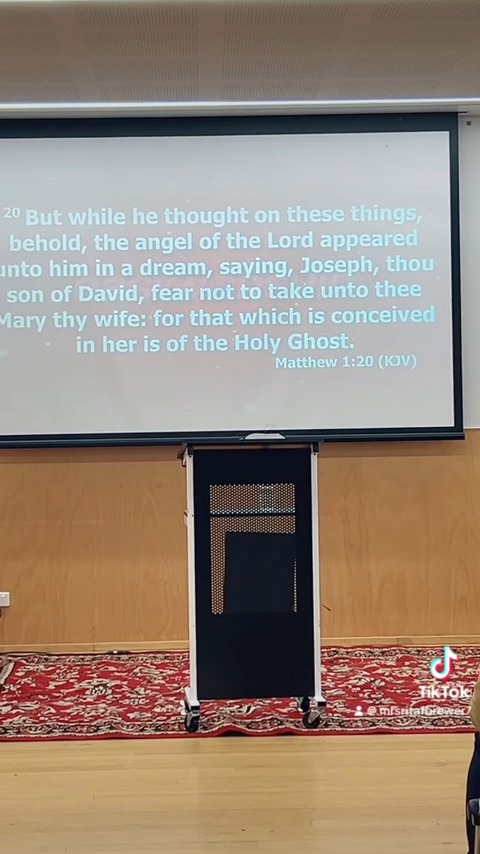 20 But while he thought on these things,
behold, the angel of the Lord appeared
unto him in a dream, saying, Joseph, thou
son of David, fear not to take unto thee
Mary thy wife: for that which is conceived
in her is of the Holy Ghost.
Matthew 1:20 (KJV)
TikTok